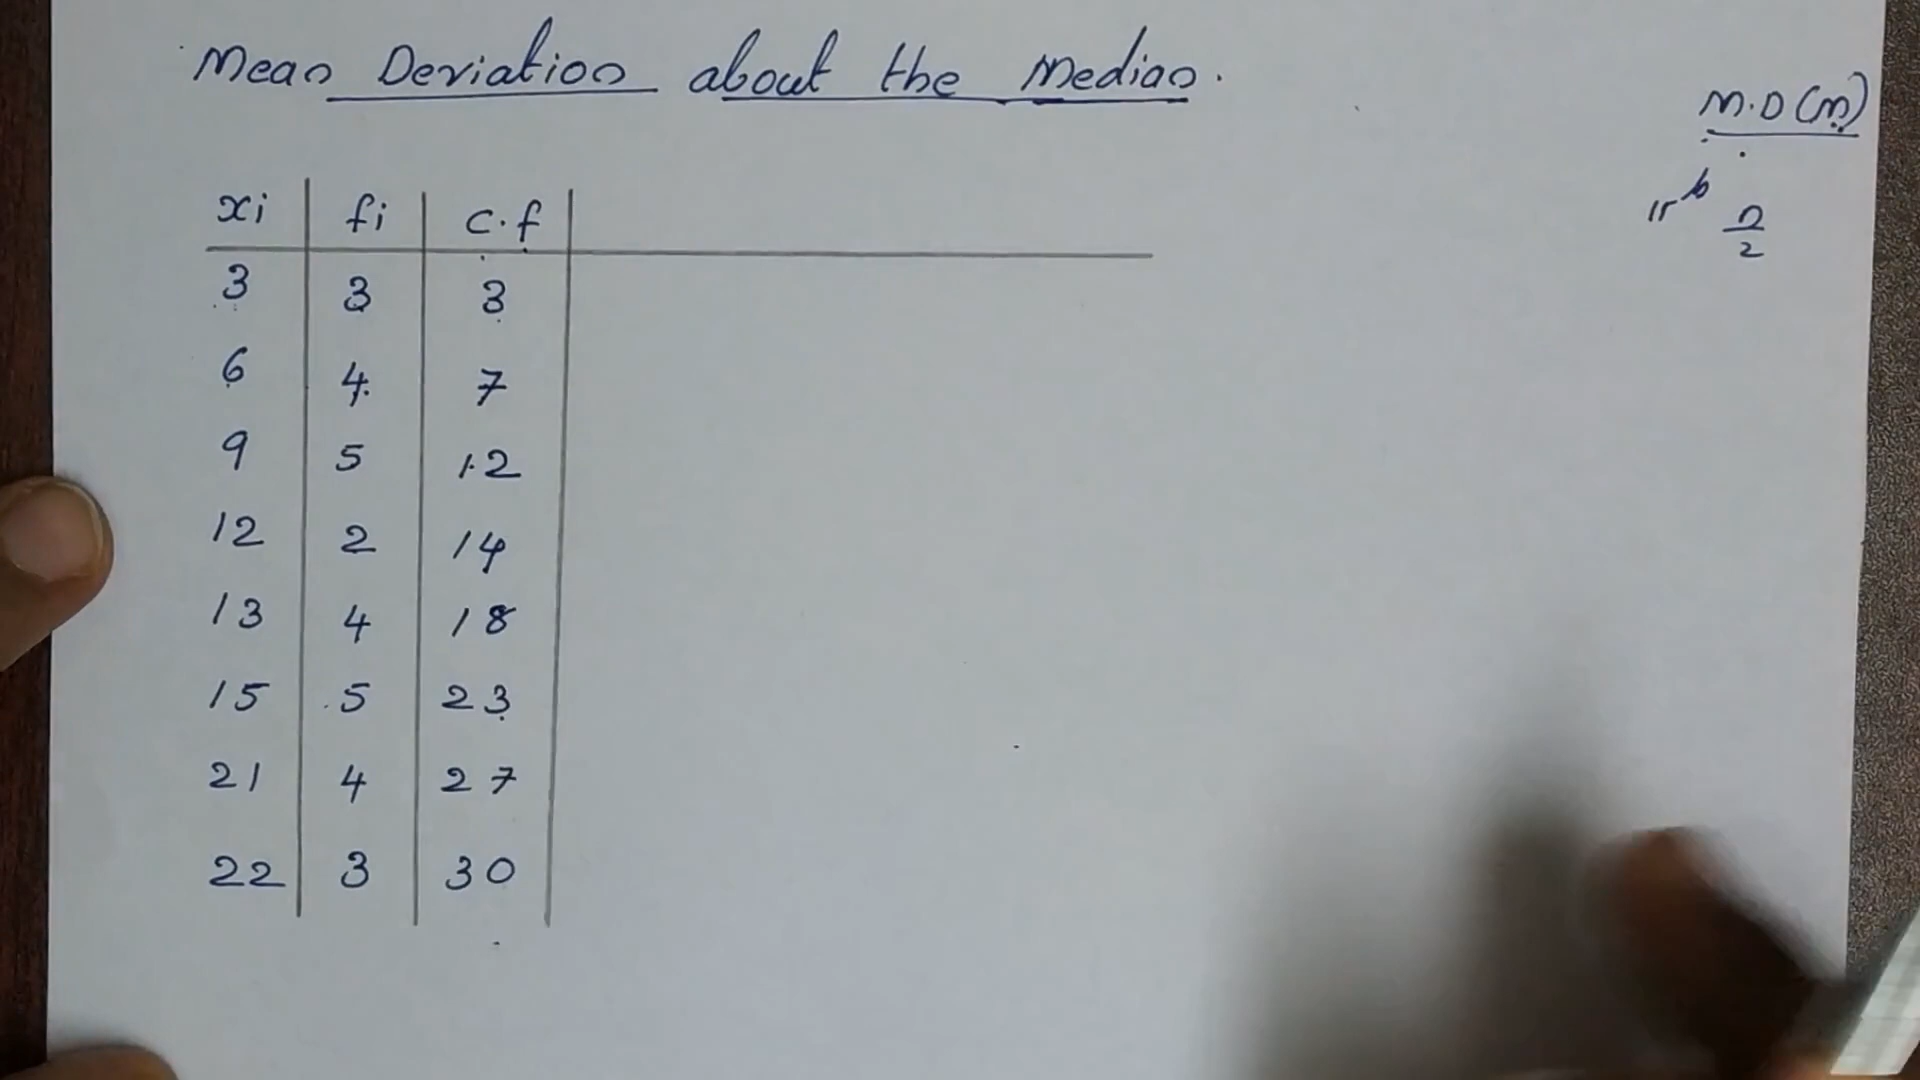 Mean Deviation about the Median.
M.D(M)
n/2
xi fi c.f
3 3 3
6 4 7
9 5 12
12 2 14
13 4 18
15 5 23
21 4 27
22 3 30